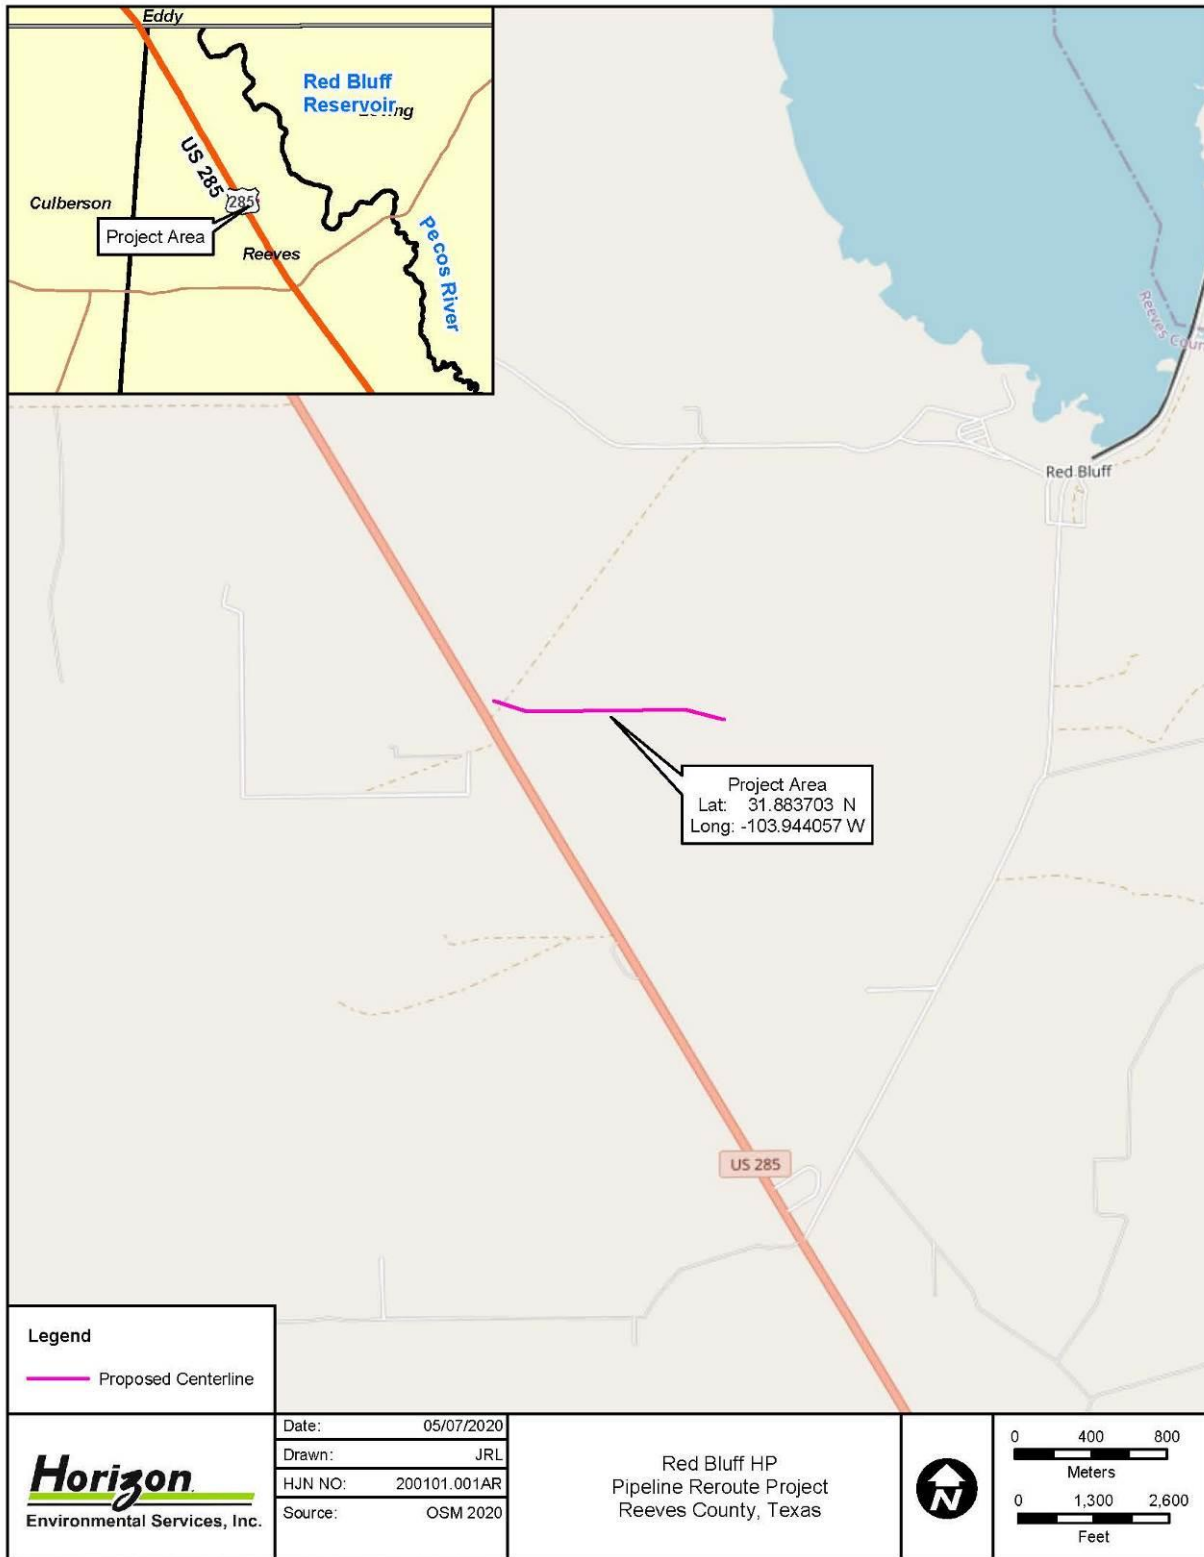 Eddy
Red Bluff
Reservoir
US 285
285
Culberson
Project Area
Reeves
Pecos River
Red Bluff
Project Area
Lat: 31.883703 N
Long: -103.944057 W
US 285
Legend
Proposed Centerline
Horizon
Environmental Services, Inc.
Date: 05/07/2020
Drawn: JRL
HJN NO: 200101.001AR
Source: OSM 2020
Red Bluff HP
Pipeline Reroute Project
Reeves County, Texas
N
0 400 800
Meters
0 1,300 2,600
Feet